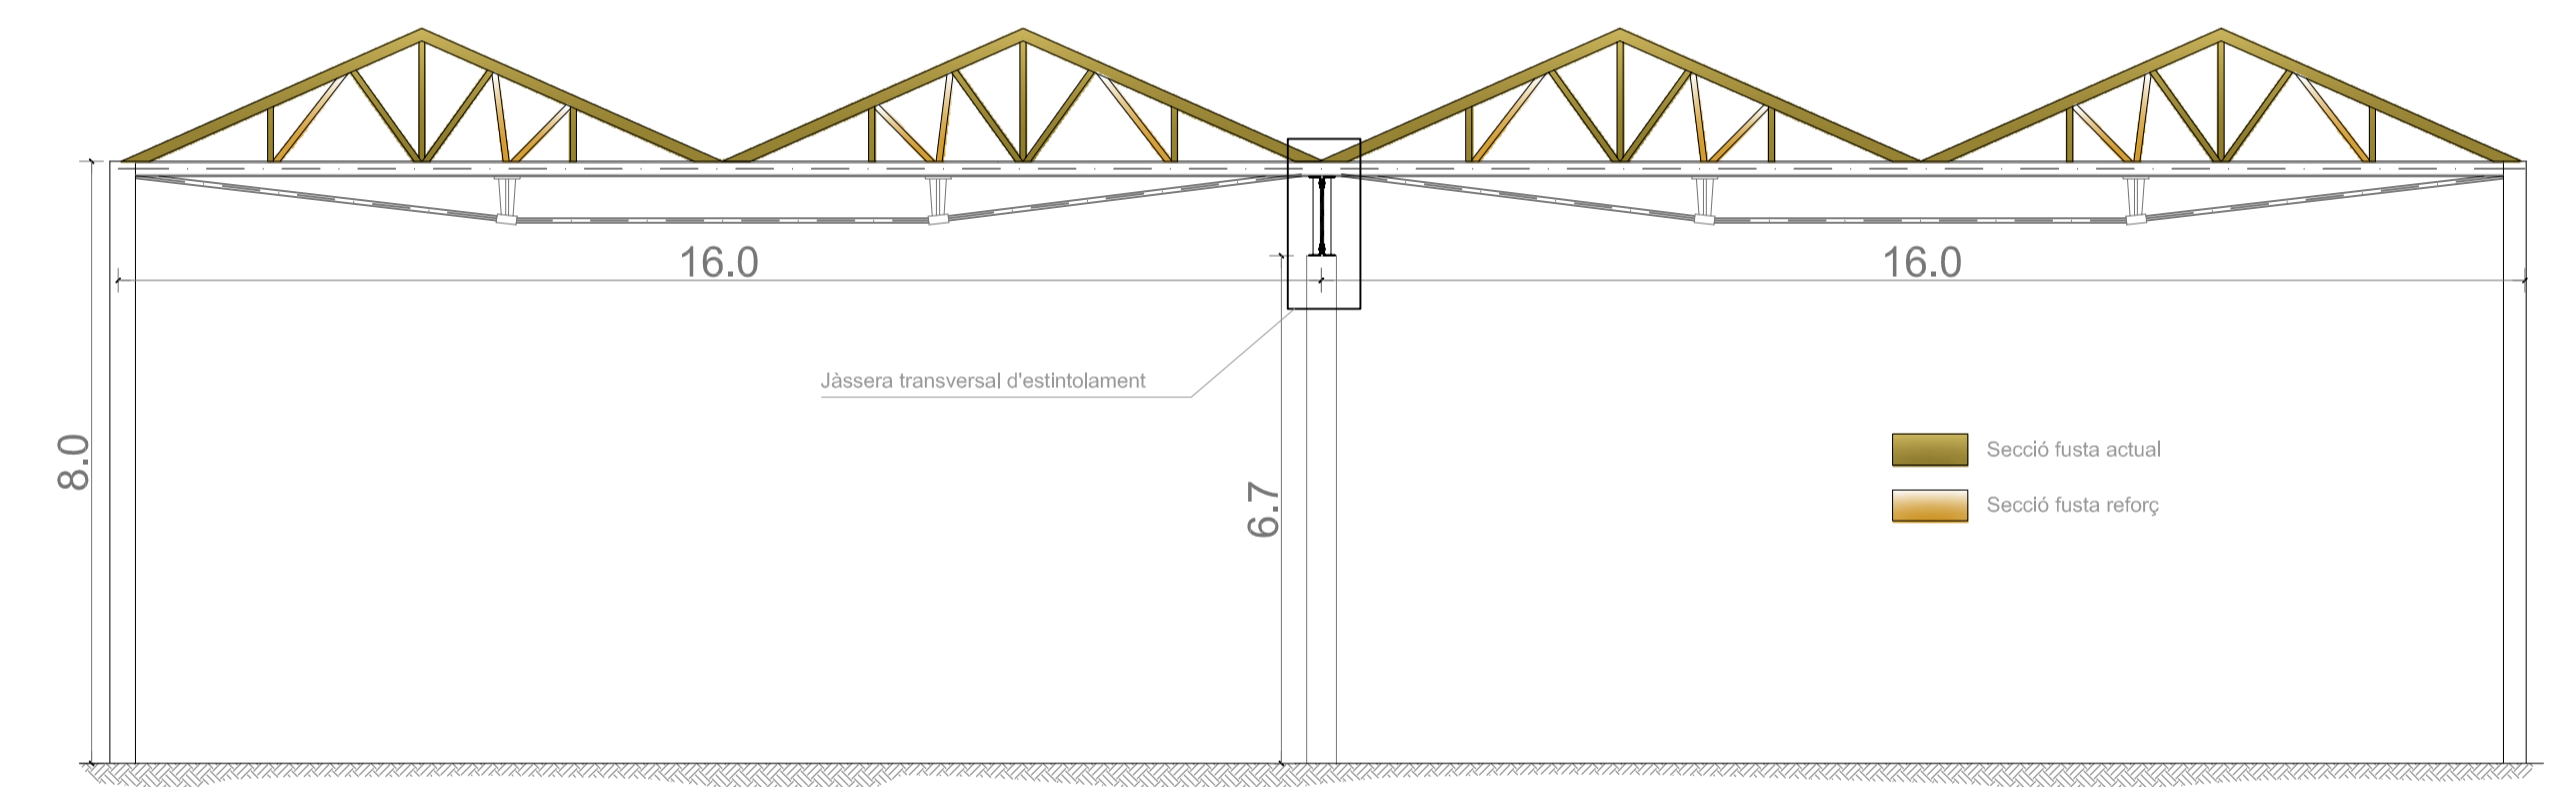 16.0
16.0
Jàssera transversal d'estintolament
8.0
6.7
Secció fusta actual
Secció fusta reforç